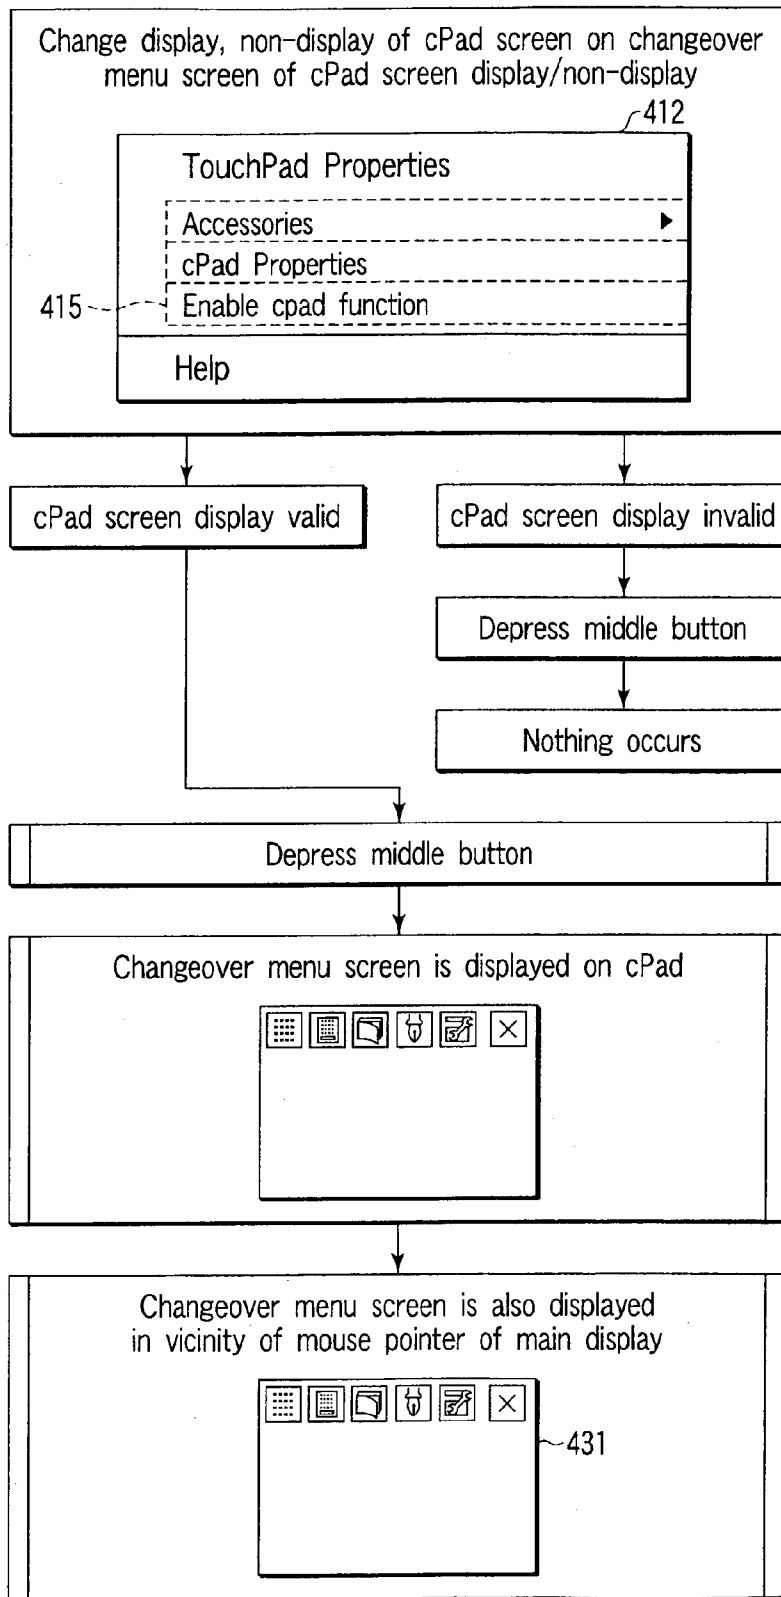 Change display, non-display of cPad screen on changeover
menu screen of cPad screen display/non-display
412
TouchPad Properties
Accessories
cPad Properties
415
Enable cpad function
Help
cPad screen display valid
cPad screen display invalid
Depress middle button
Nothing occurs
Depress middle button
Changeover menu screen is displayed on cPad
Changeover menu screen is also displayed
in vicinity of mouse pointer of main display
431